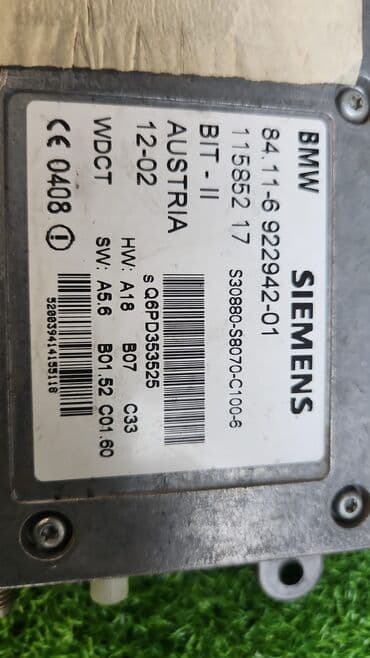 BMW
SIEMENS
84.11-6 922942-01
115852 17
S30880-S8070-C100-6
BIT - II
AUSTRIA
12-02
s Q6PD353525
HW: A18 B07 C33
WDCT
SW: A5.6 B01.52 C01.60
CE 0408
520039414135118